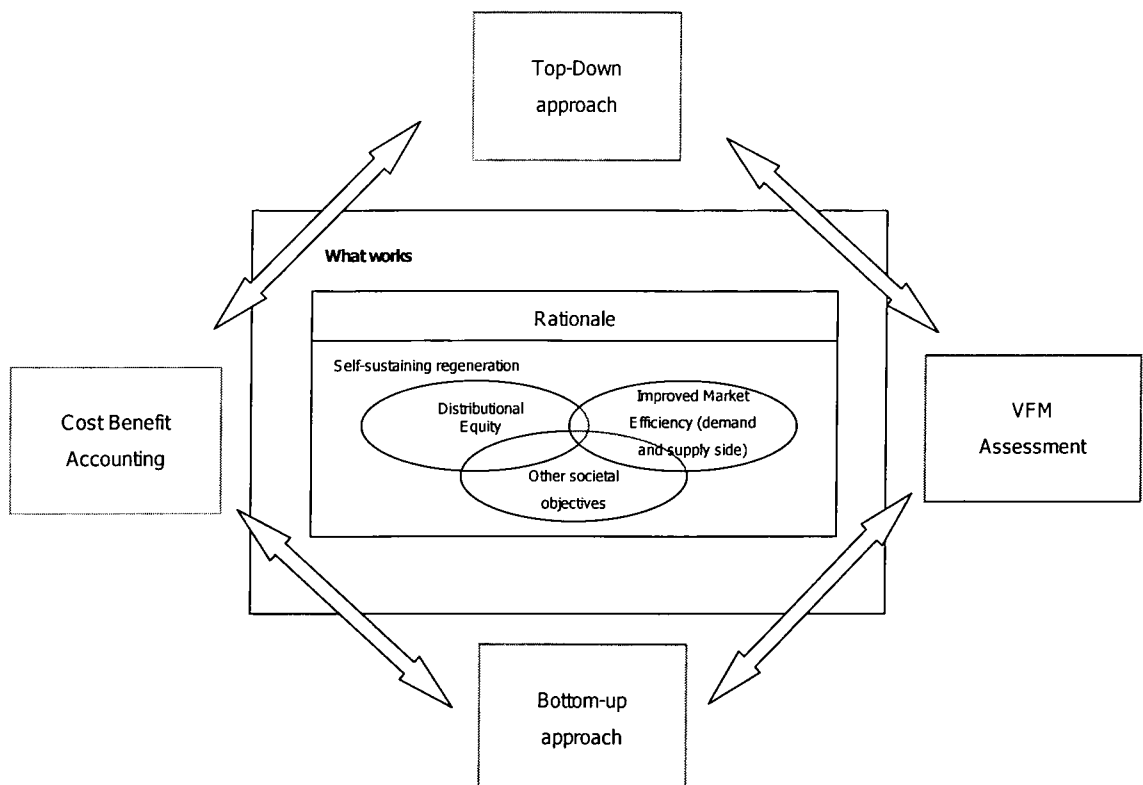 Top-Down
approach
What works
Rationale
Self-sustaining regeneration
Distributional
Equity
Improved Market
Efficiency (demand
and supply side)
Other societal
objectives
Cost Benefit
Accounting
VFM
Assessment
Bottom-up
approach